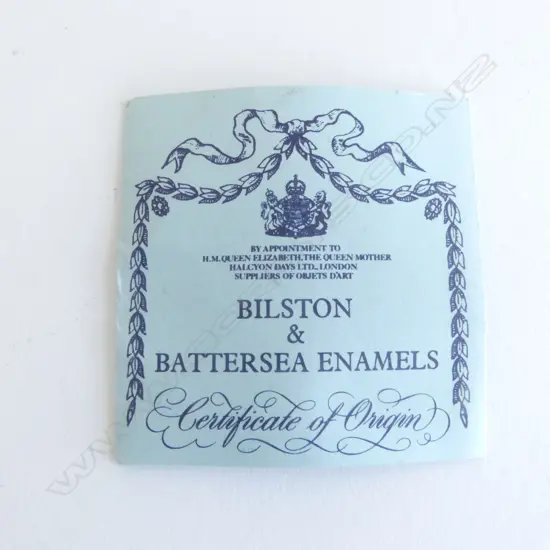 BY APPOINTMENT TO
H.M. QUEEN ELIZABETH, THE QUEEN MOTHER
HALCYON DAYS LTD., LONDON
SUPPLIERS OF OBJETS D'ART
BILSTON
&
BATTERSEA ENAMELS
Certificate of Origin